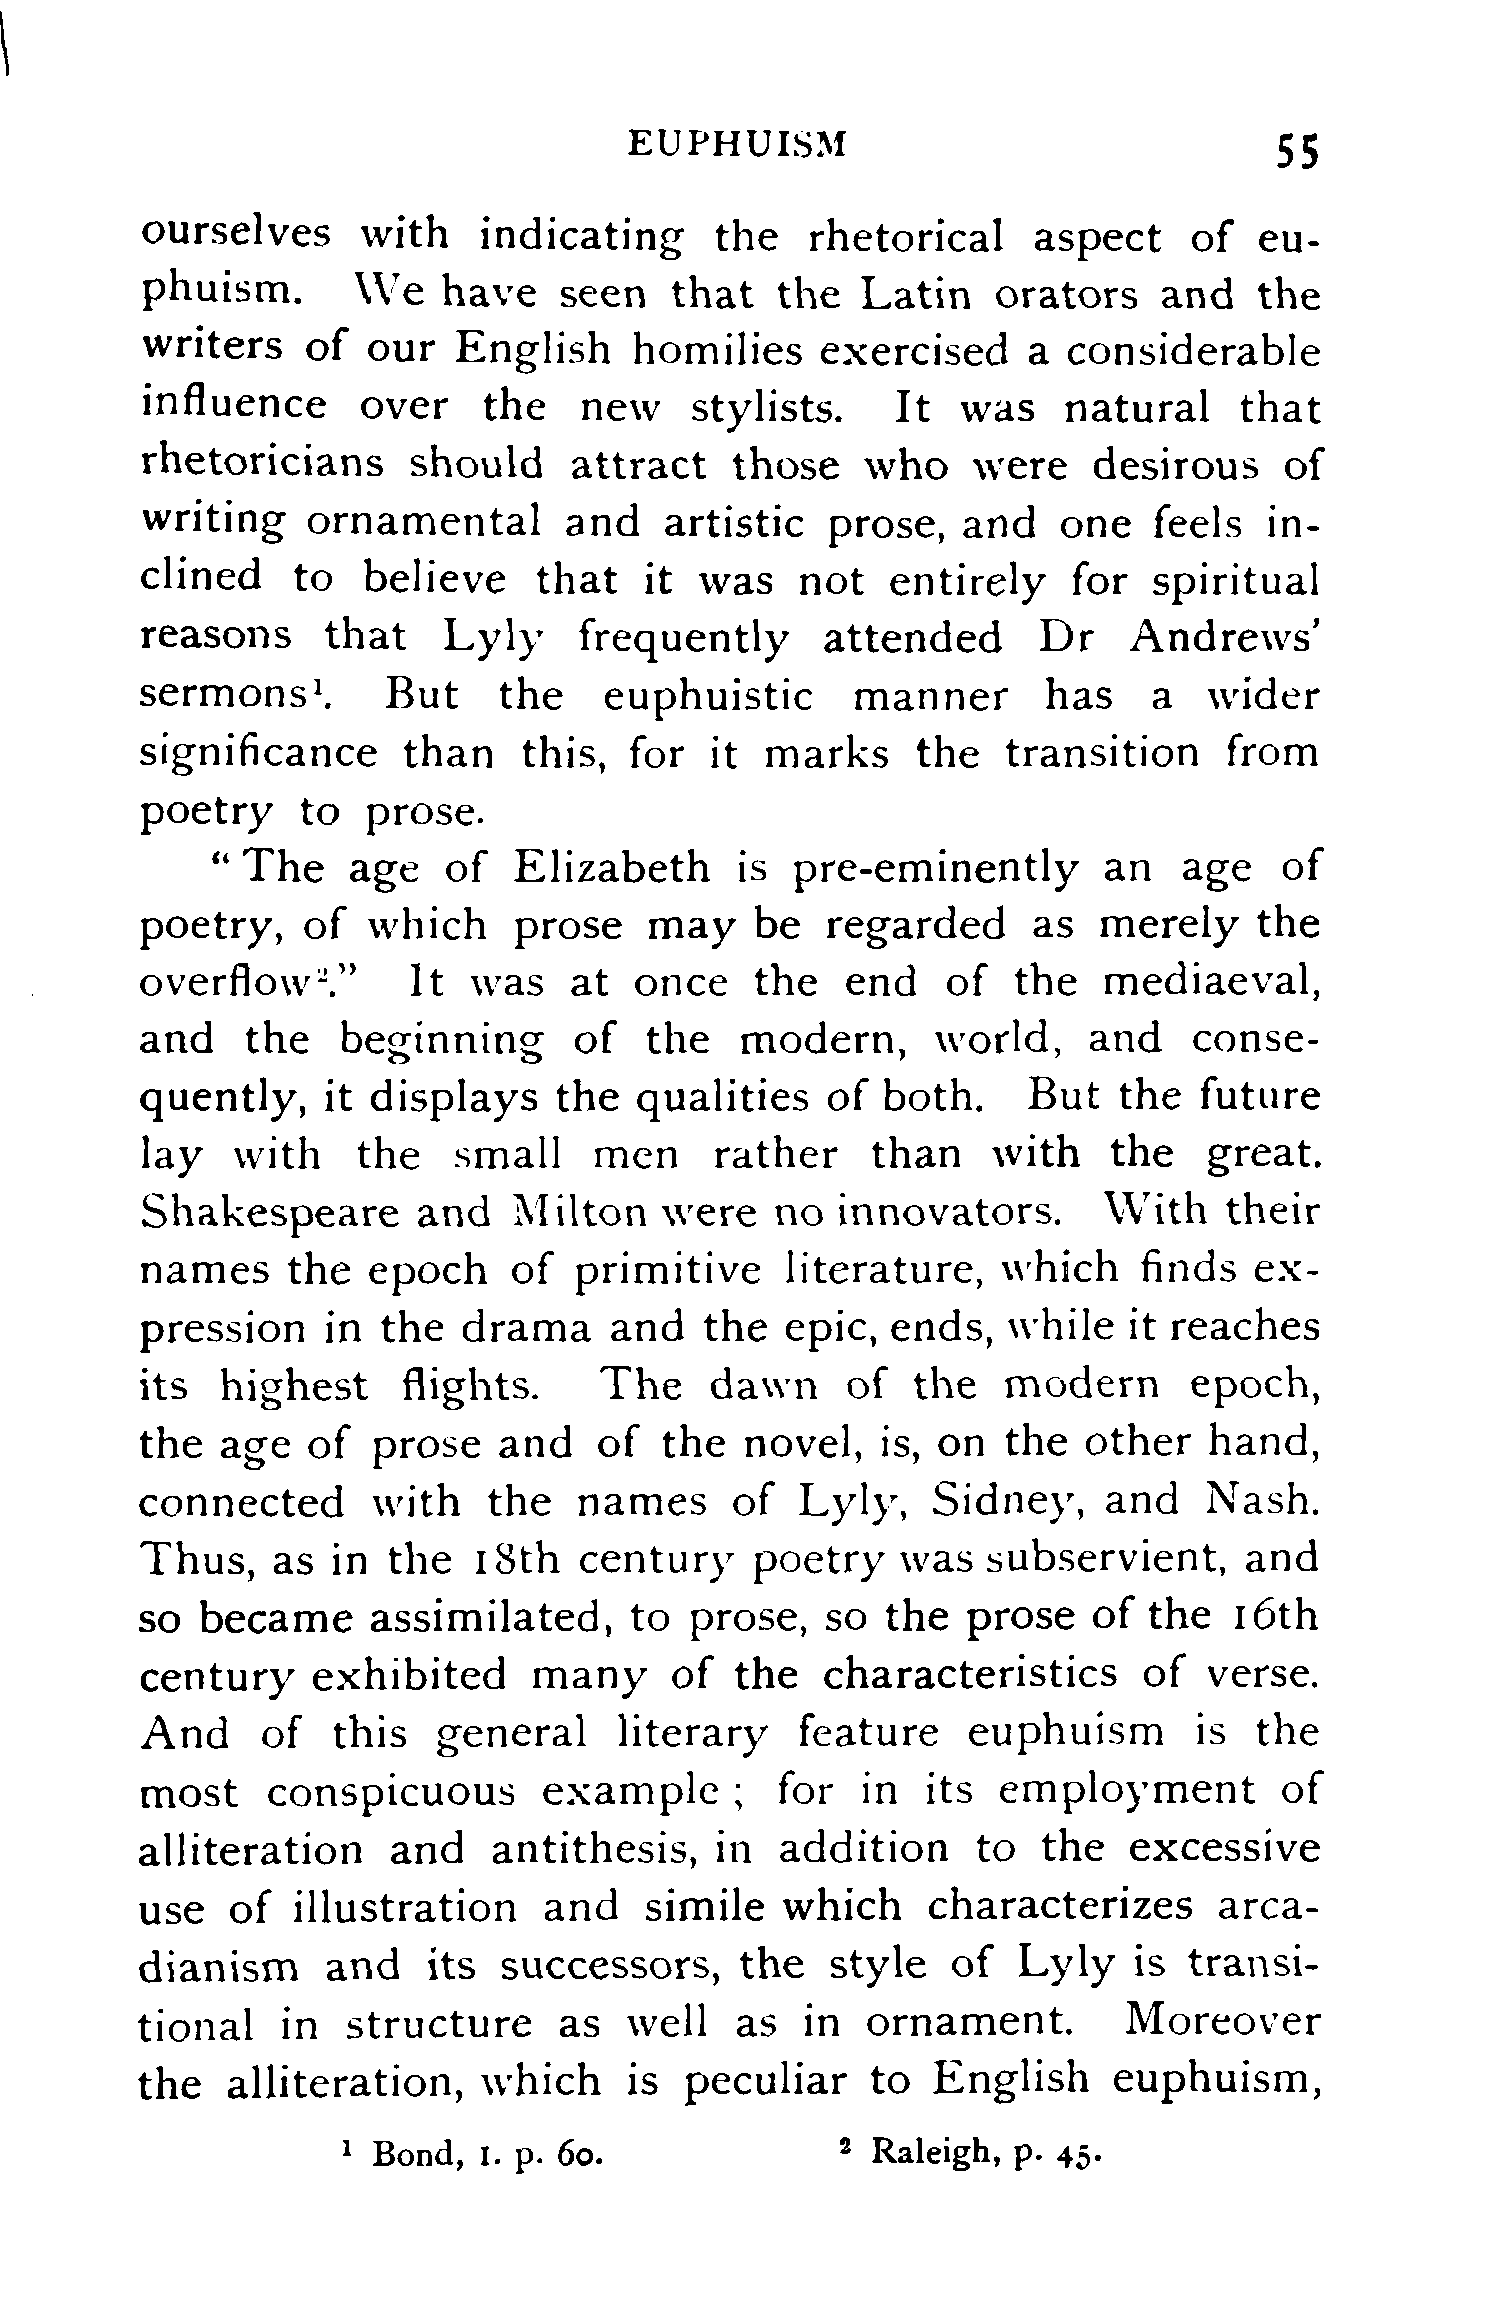 EUPHUISM 55
ourselves with indicating the rhetorical aspect of eu-
phuism. We have seen that the Latin orators and the
writers of our English homilies exercised a considerable
influence over the new stylists. It was natural that
rhetoricians should attract those who were desirous of
writing ornamental and artistic prose, and one feels in-
clined to believe that it was not entirely for spiritual
reasons that Lyly frequently attended Dr Andrews'
sermons¹. But the euphuistic manner has a wider
significance than this, for it marks the transition from
poetry to prose.
“ The age of Elizabeth is pre-eminently an age of
poetry, of which prose may be regarded as merely the
overflow².” It was at once the end of the mediaeval,
and the beginning of the modern, world, and conse-
quently, it displays the qualities of both. But the future
lay with the small men rather than with the great.
Shakespeare and Milton were no innovators. With their
names the epoch of primitive literature, which finds ex-
pression in the drama and the epic, ends, while it reaches
its highest flights. The dawn of the modern epoch,
the age of prose and of the novel, is, on the other hand,
connected with the names of Lyly, Sidney, and Nash.
Thus, as in the 18th century poetry was subservient, and
so became assimilated, to prose, so the prose of the 16th
century exhibited many of the characteristics of verse.
And of this general literary feature euphuism is the
most conspicuous example ; for in its employment of
alliteration and antithesis, in addition to the excessive
use of illustration and simile which characterizes arca-
dianism and its successors, the style of Lyly is transi-
tional in structure as well as in ornament. Moreover
the alliteration, which is peculiar to English euphuism,
¹ Bond, I. p. 60. ² Raleigh, p. 45.